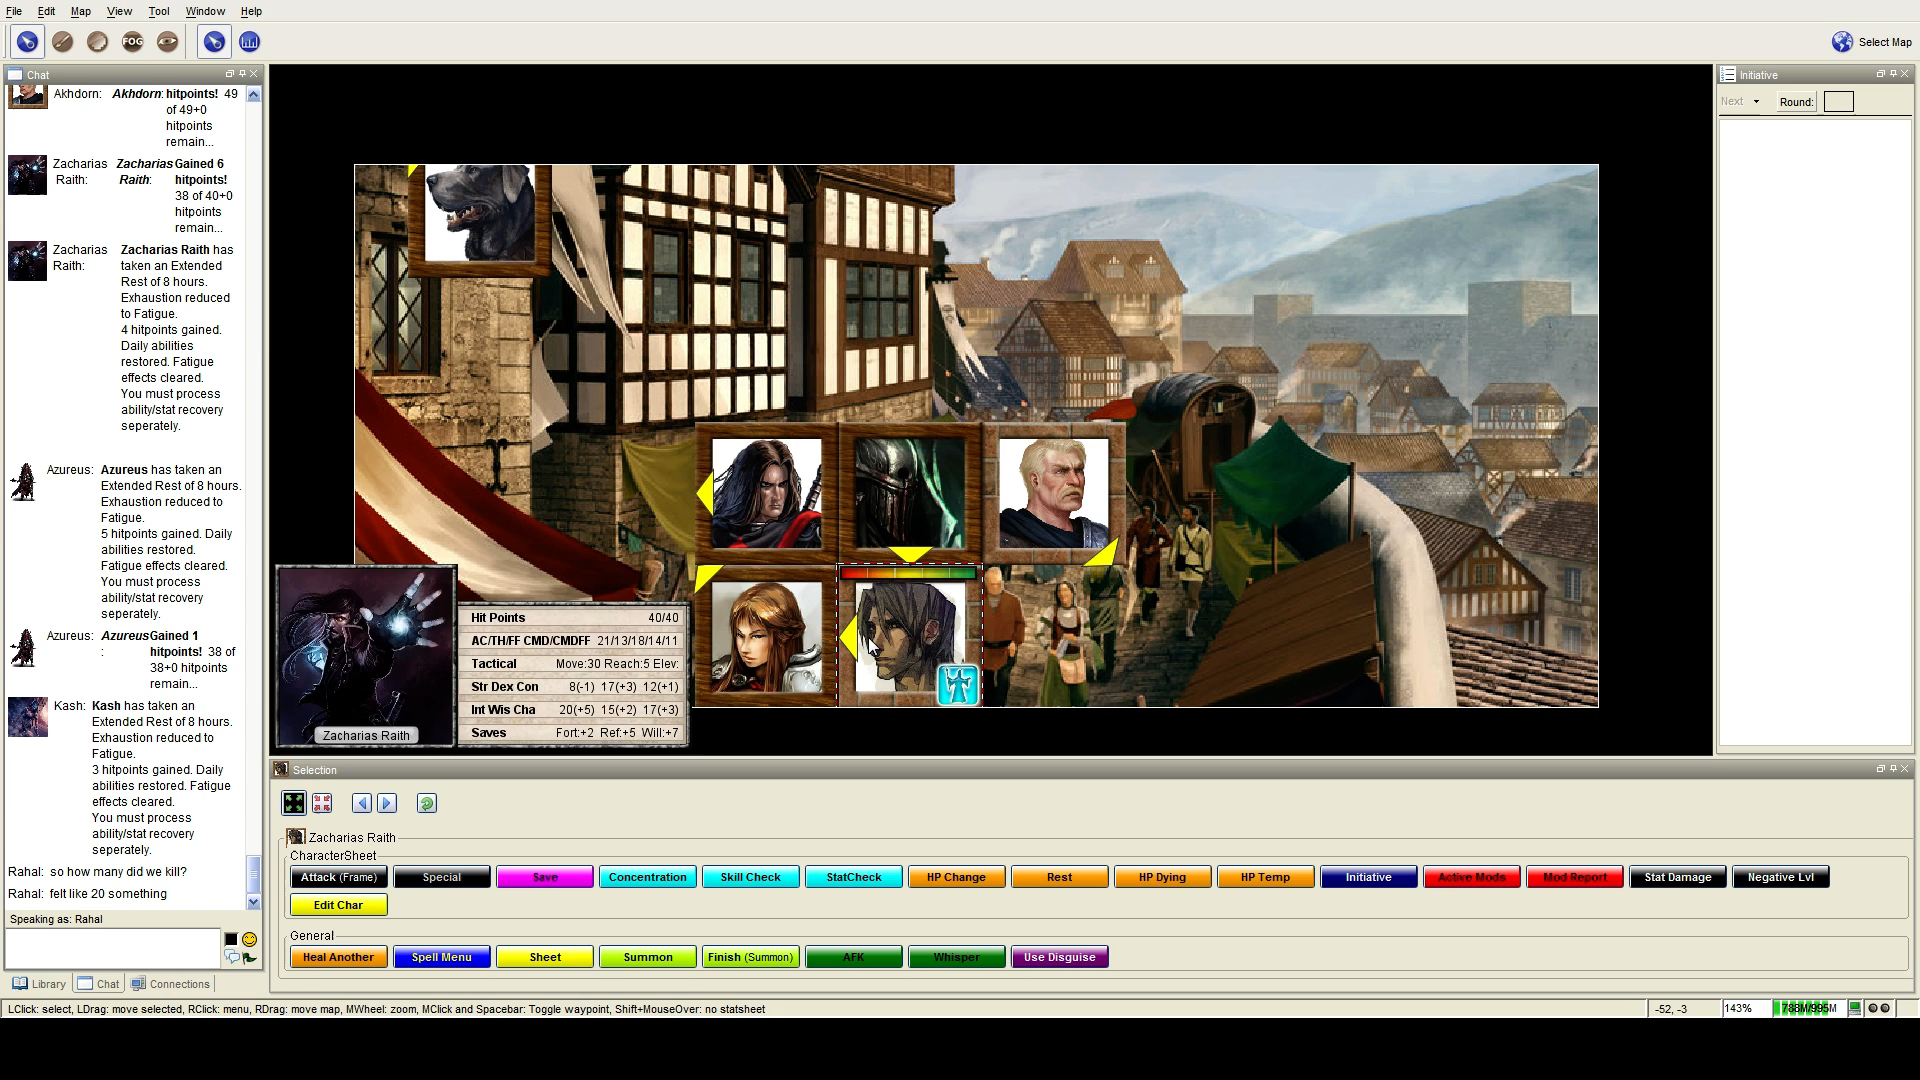 File Edit Map View Tool Window Help
FOG
Select Map
Chat
Akhdorn: Akhdorn: hitpoints! 49
of 49+0
hitpoints
remain...
Zacharias Raith: Zacharias Raith: Gained 6
hitpoints!
38 of 40+0
hitpoints
remain...
Zacharias Raith: Zacharias Raith has
taken an Extended
Rest of 8 hours.
Exhaustion reduced
to Fatigue.
4 hitpoints gained.
Daily abilities
restored. Fatigue
effects cleared.
You must process
ability/stat recovery
seperately.
Azureus: Azureus has taken an
Extended Rest of 8 hours.
Exhaustion reduced to
Fatigue.
5 hitpoints gained. Daily
abilities restored.
Fatigue effects cleared.
You must process
ability/stat recovery
seperately.
Azureus: Azureus: Gained 1
hitpoints! 38 of
38+0 hitpoints
remain...
Kash: Kash has taken an
Extended Rest of 8 hours.
Exhaustion reduced to
Fatigue.
3 hitpoints gained. Daily
abilities restored. Fatigue
effects cleared.
You must process
ability/stat recovery
seperately.
Rahal: so how many did we kill?
Rahal: felt like 20 something
Speaking as: Rahal
Library Chat Connections
Zacharias Raith
Hit Points 40/40
AC/TH/FF CMD/CMDFF 21/13/18/14/11
Tactical Move:30 Reach:5 Elev:
Str Dex Con 8(-1) 17(+3) 12(+1)
Int Wis Cha 20(+5) 15(+2) 17(+3)
Saves Fort:+2 Ref:+5 Will:+7
Initiative
Next Round:
Selection
Zacharias Raith
CharacterSheet
Attack (Frame) Special Save Concentration Skill Check StatCheck HP Change Rest HP Dying HP Temp Initiative Active Mods Mod Report Stat Damage Negative Lvl
Edit Char
General
Heal Another Spell Menu Sheet Summon Finish (Summon) AFK Whisper Use Disguise
LClick: select, LDrag: move selected, RClick: menu, RDrag: move map, MWheel: zoom, MClick and Spacebar: Toggle waypoint, Shift+MouseOver: no statsheet
-52, -3 143% 788M/995M